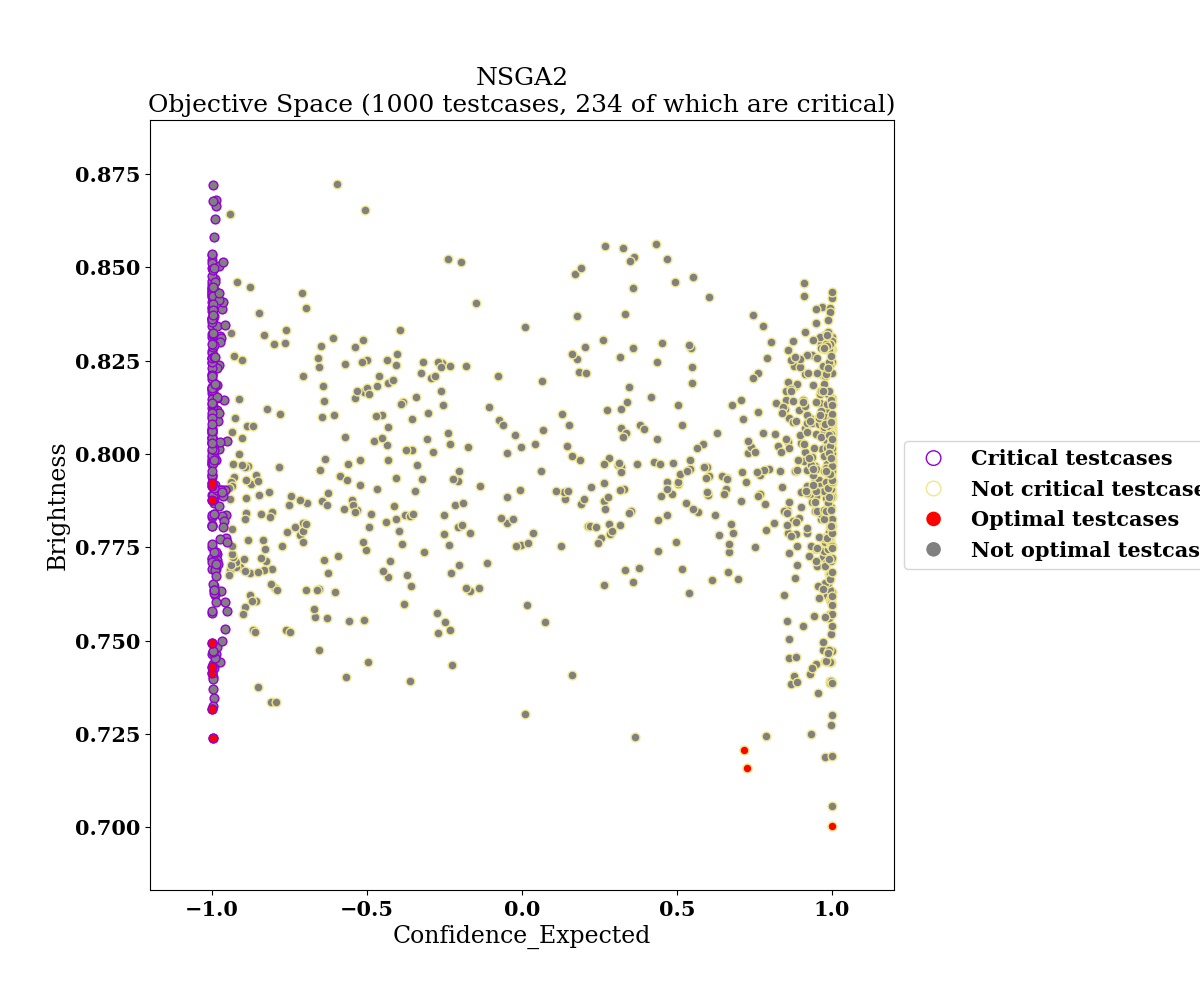 NSGA2
Objective Space (1000 testcases, 234 of which are critical)
Brightness
0.875
0.850
0.825
0.800
0.775
0.750
0.725
0.700
−1.0 −0.5 0.0 0.5 1.0
Confidence_Expected
Critical testcases
Not critical testcase
Optimal testcases
Not optimal testcas